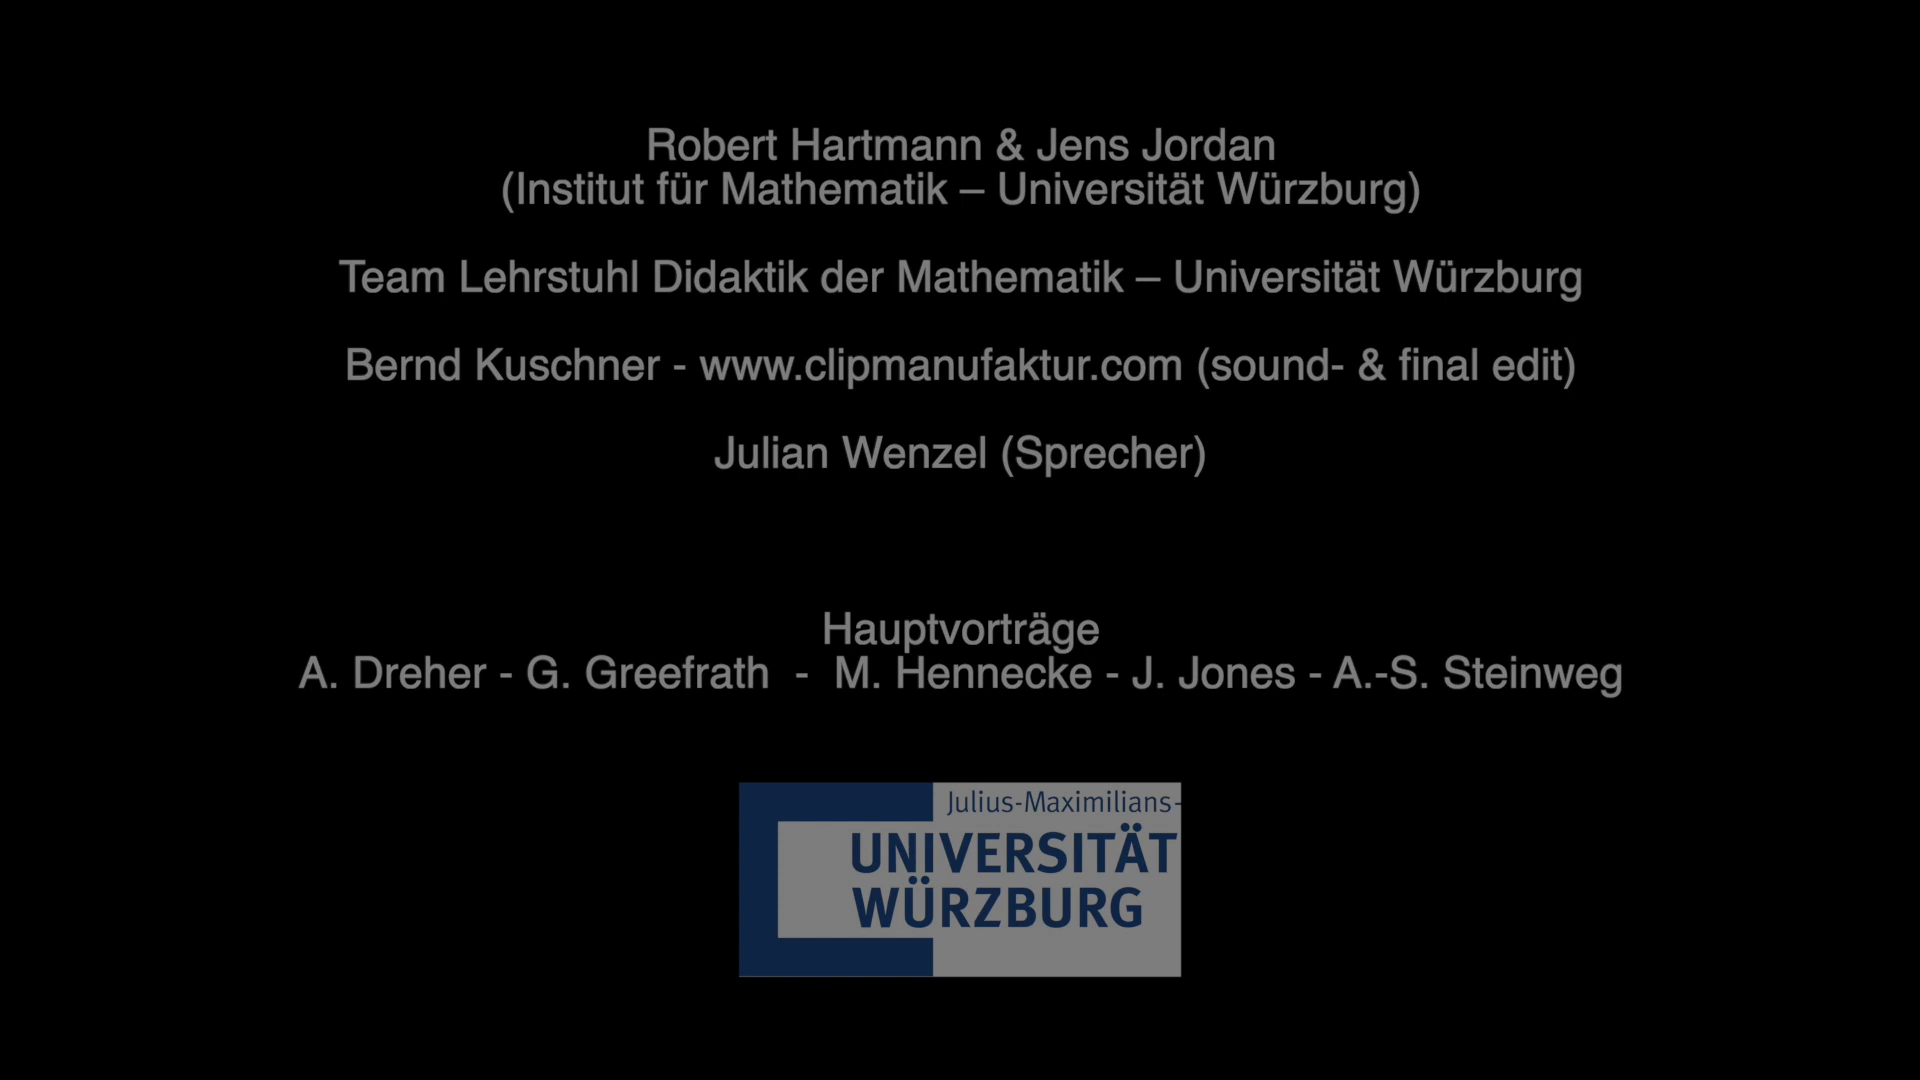 Robert Hartmann & Jens Jordan
(Institut für Mathematik – Universität Würzburg)
Team Lehrstuhl Didaktik der Mathematik – Universität Würzburg
Bernd Kuschner - www.clipmanufaktur.com (sound- & final edit)
Julian Wenzel (Sprecher)
Hauptvorträge
A. Dreher - G. Greefrath - M. Hennecke - J. Jones - A.-S. Steinweg
Julius-Maximilians-
UNIVERSITÄT
WÜRZBURG